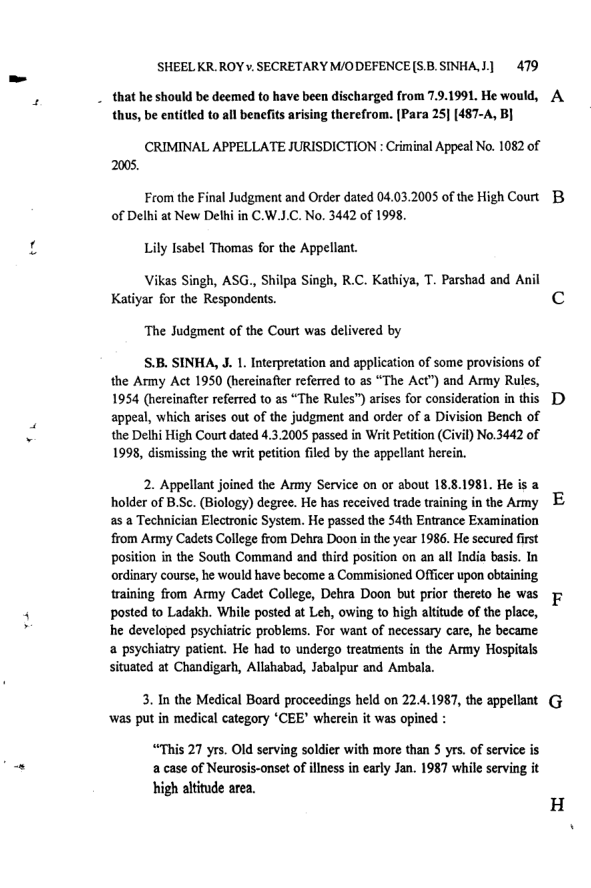 SHEEL KR. ROY v. SECRETARY M/O DEFENCE [S.B. SINHA, J.] 479
that he should be deemed to have been discharged from 7.9.1991. He would, A
thus, be entitled to all benefits arising therefrom. [Para 25] [487-A, B]
CRIMINAL APPELLATE JURISDICTION : Criminal Appeal No. 1082 of
2005.
From the Final Judgment and Order dated 04.03.2005 of the High Court B
of Delhi at New Delhi in C.W.J.C. No. 3442 of 1998.
Lily Isabel Thomas for the Appellant.
Vikas Singh, ASG., Shilpa Singh, R.C. Kathiya, T. Parshad and Anil
Katiyar for the Respondents. C
The Judgment of the Court was delivered by
S.B. SINHA, J. 1. Interpretation and application of some provisions of
the Army Act 1950 (hereinafter referred to as “The Act”) and Army Rules,
1954 (hereinafter referred to as “The Rules”) arises for consideration in this D
appeal, which arises out of the judgment and order of a Division Bench of
the Delhi High Court dated 4.3.2005 passed in Writ Petition (Civil) No.3442 of
1998, dismissing the writ petition filed by the appellant herein.
2. Appellant joined the Army Service on or about 18.8.1981. He is a
holder of B.Sc. (Biology) degree. He has received trade training in the Army E
as a Technician Electronic System. He passed the 54th Entrance Examination
from Army Cadets College from Dehra Doon in the year 1986. He secured first
position in the South Command and third position on an all India basis. In
ordinary course, he would have become a Commisioned Officer upon obtaining
training from Army Cadet College, Dehra Doon but prior thereto he was F
posted to Ladakh. While posted at Leh, owing to high altitude of the place,
he developed psychiatric problems. For want of necessary care, he became
a psychiatry patient. He had to undergo treatments in the Army Hospitals
situated at Chandigarh, Allahabad, Jabalpur and Ambala.
3. In the Medical Board proceedings held on 22.4.1987, the appellant G
was put in medical category ‘CEE’ wherein it was opined :
“This 27 yrs. Old serving soldier with more than 5 yrs. of service is
a case of Neurosis-onset of illness in early Jan. 1987 while serving it
high altitude area.
H